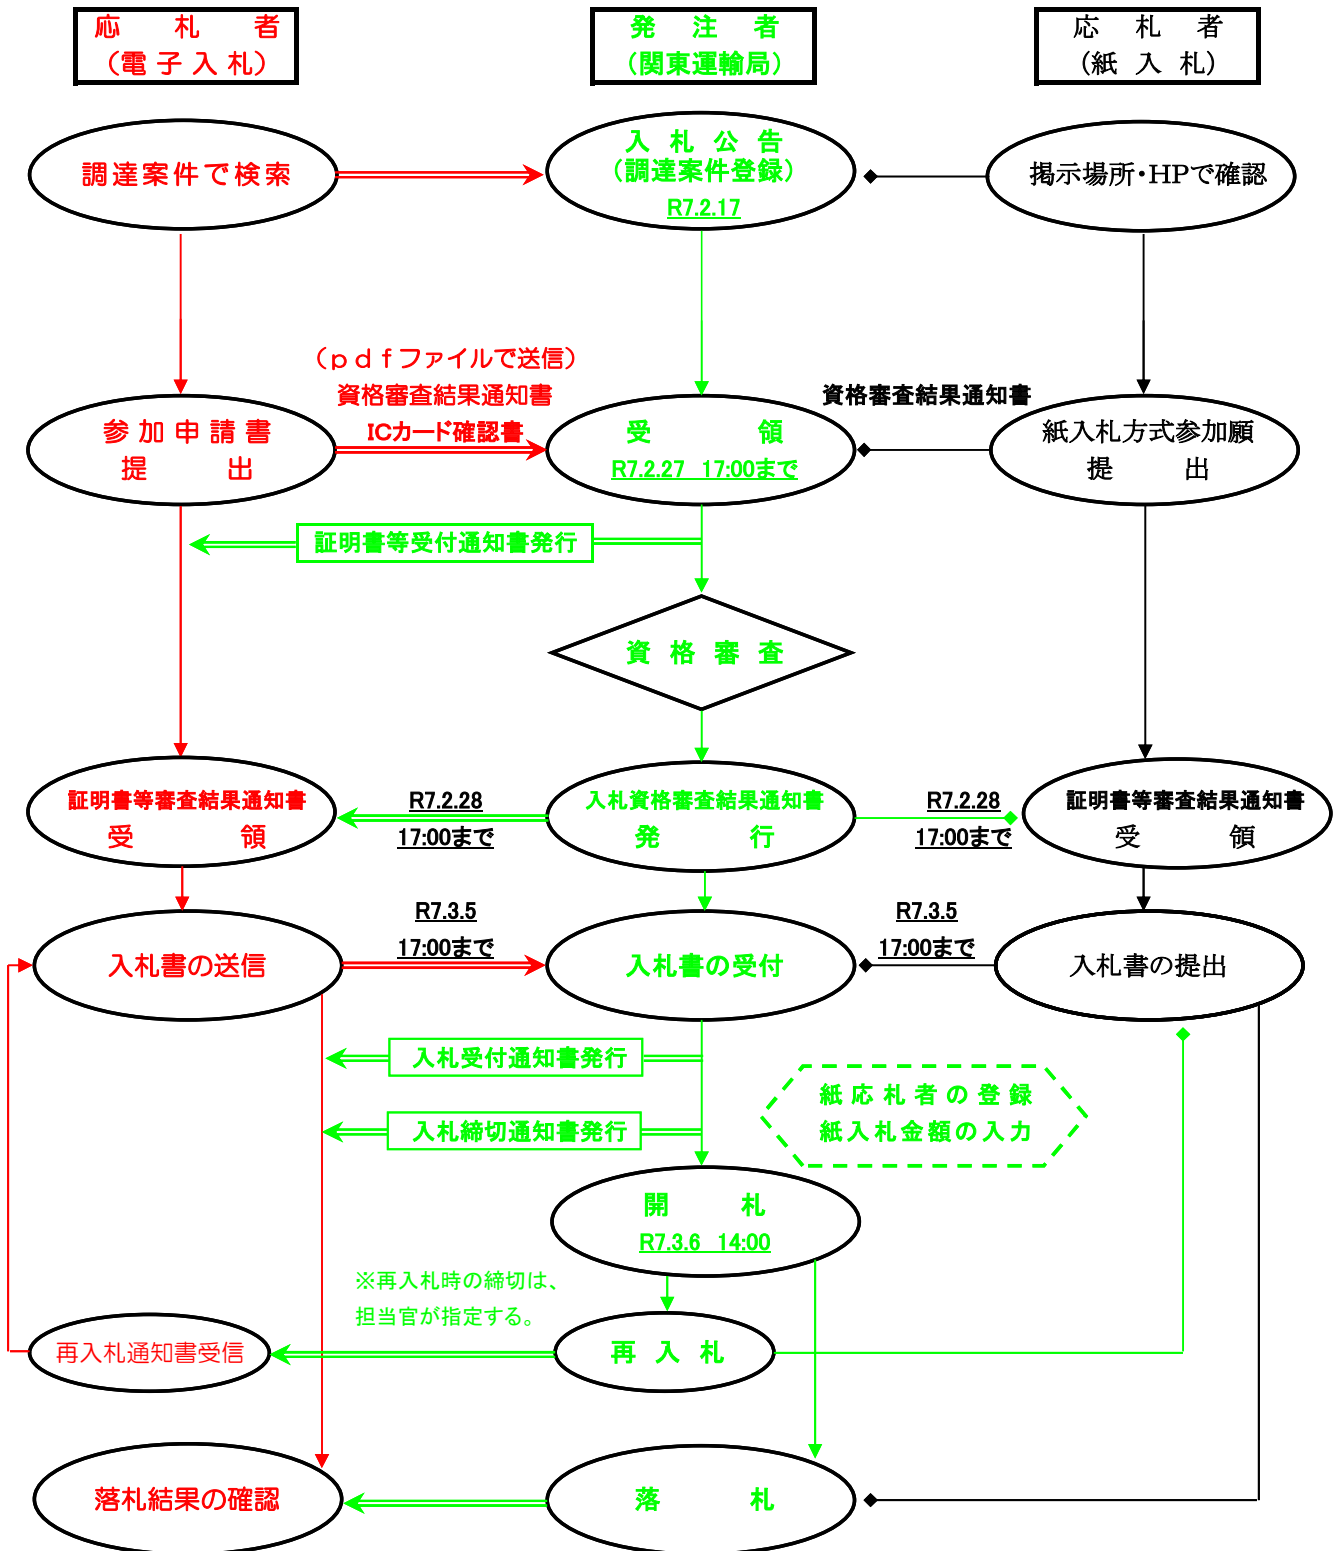 応札者
（電子入札）
発注者
（関東運輸局）
応札者
（紙入札）
調達案件で検索
入札公告
（調達案件登録）
R7.2.17
掲示場所・HPで確認
（ｐｄｆファイルで送信）
資格審査結果通知書
ICカード確認書
資格審査結果通知書
参加申請書
提出
受領
R7.2.27 17:00まで
紙入札方式参加願
提出
証明書等受付通知書発行
資格審査
証明書等審査結果通知書
受領
R7.2.28
17:00まで
入札資格審査結果通知書
発行
R7.2.28
17:00まで
証明書等審査結果通知書
受領
入札書の送信
R7.3.5
17:00まで
入札書の受付
R7.3.5
17:00まで
入札書の提出
入札受付通知書発行
入札締切通知書発行
紙応札者の登録
紙入札金額の入力
開札
R7.3.6 14:00
※再入札時の締切は、
担当官が指定する。
再入札通知書受信
再入札
落札結果の確認
落札